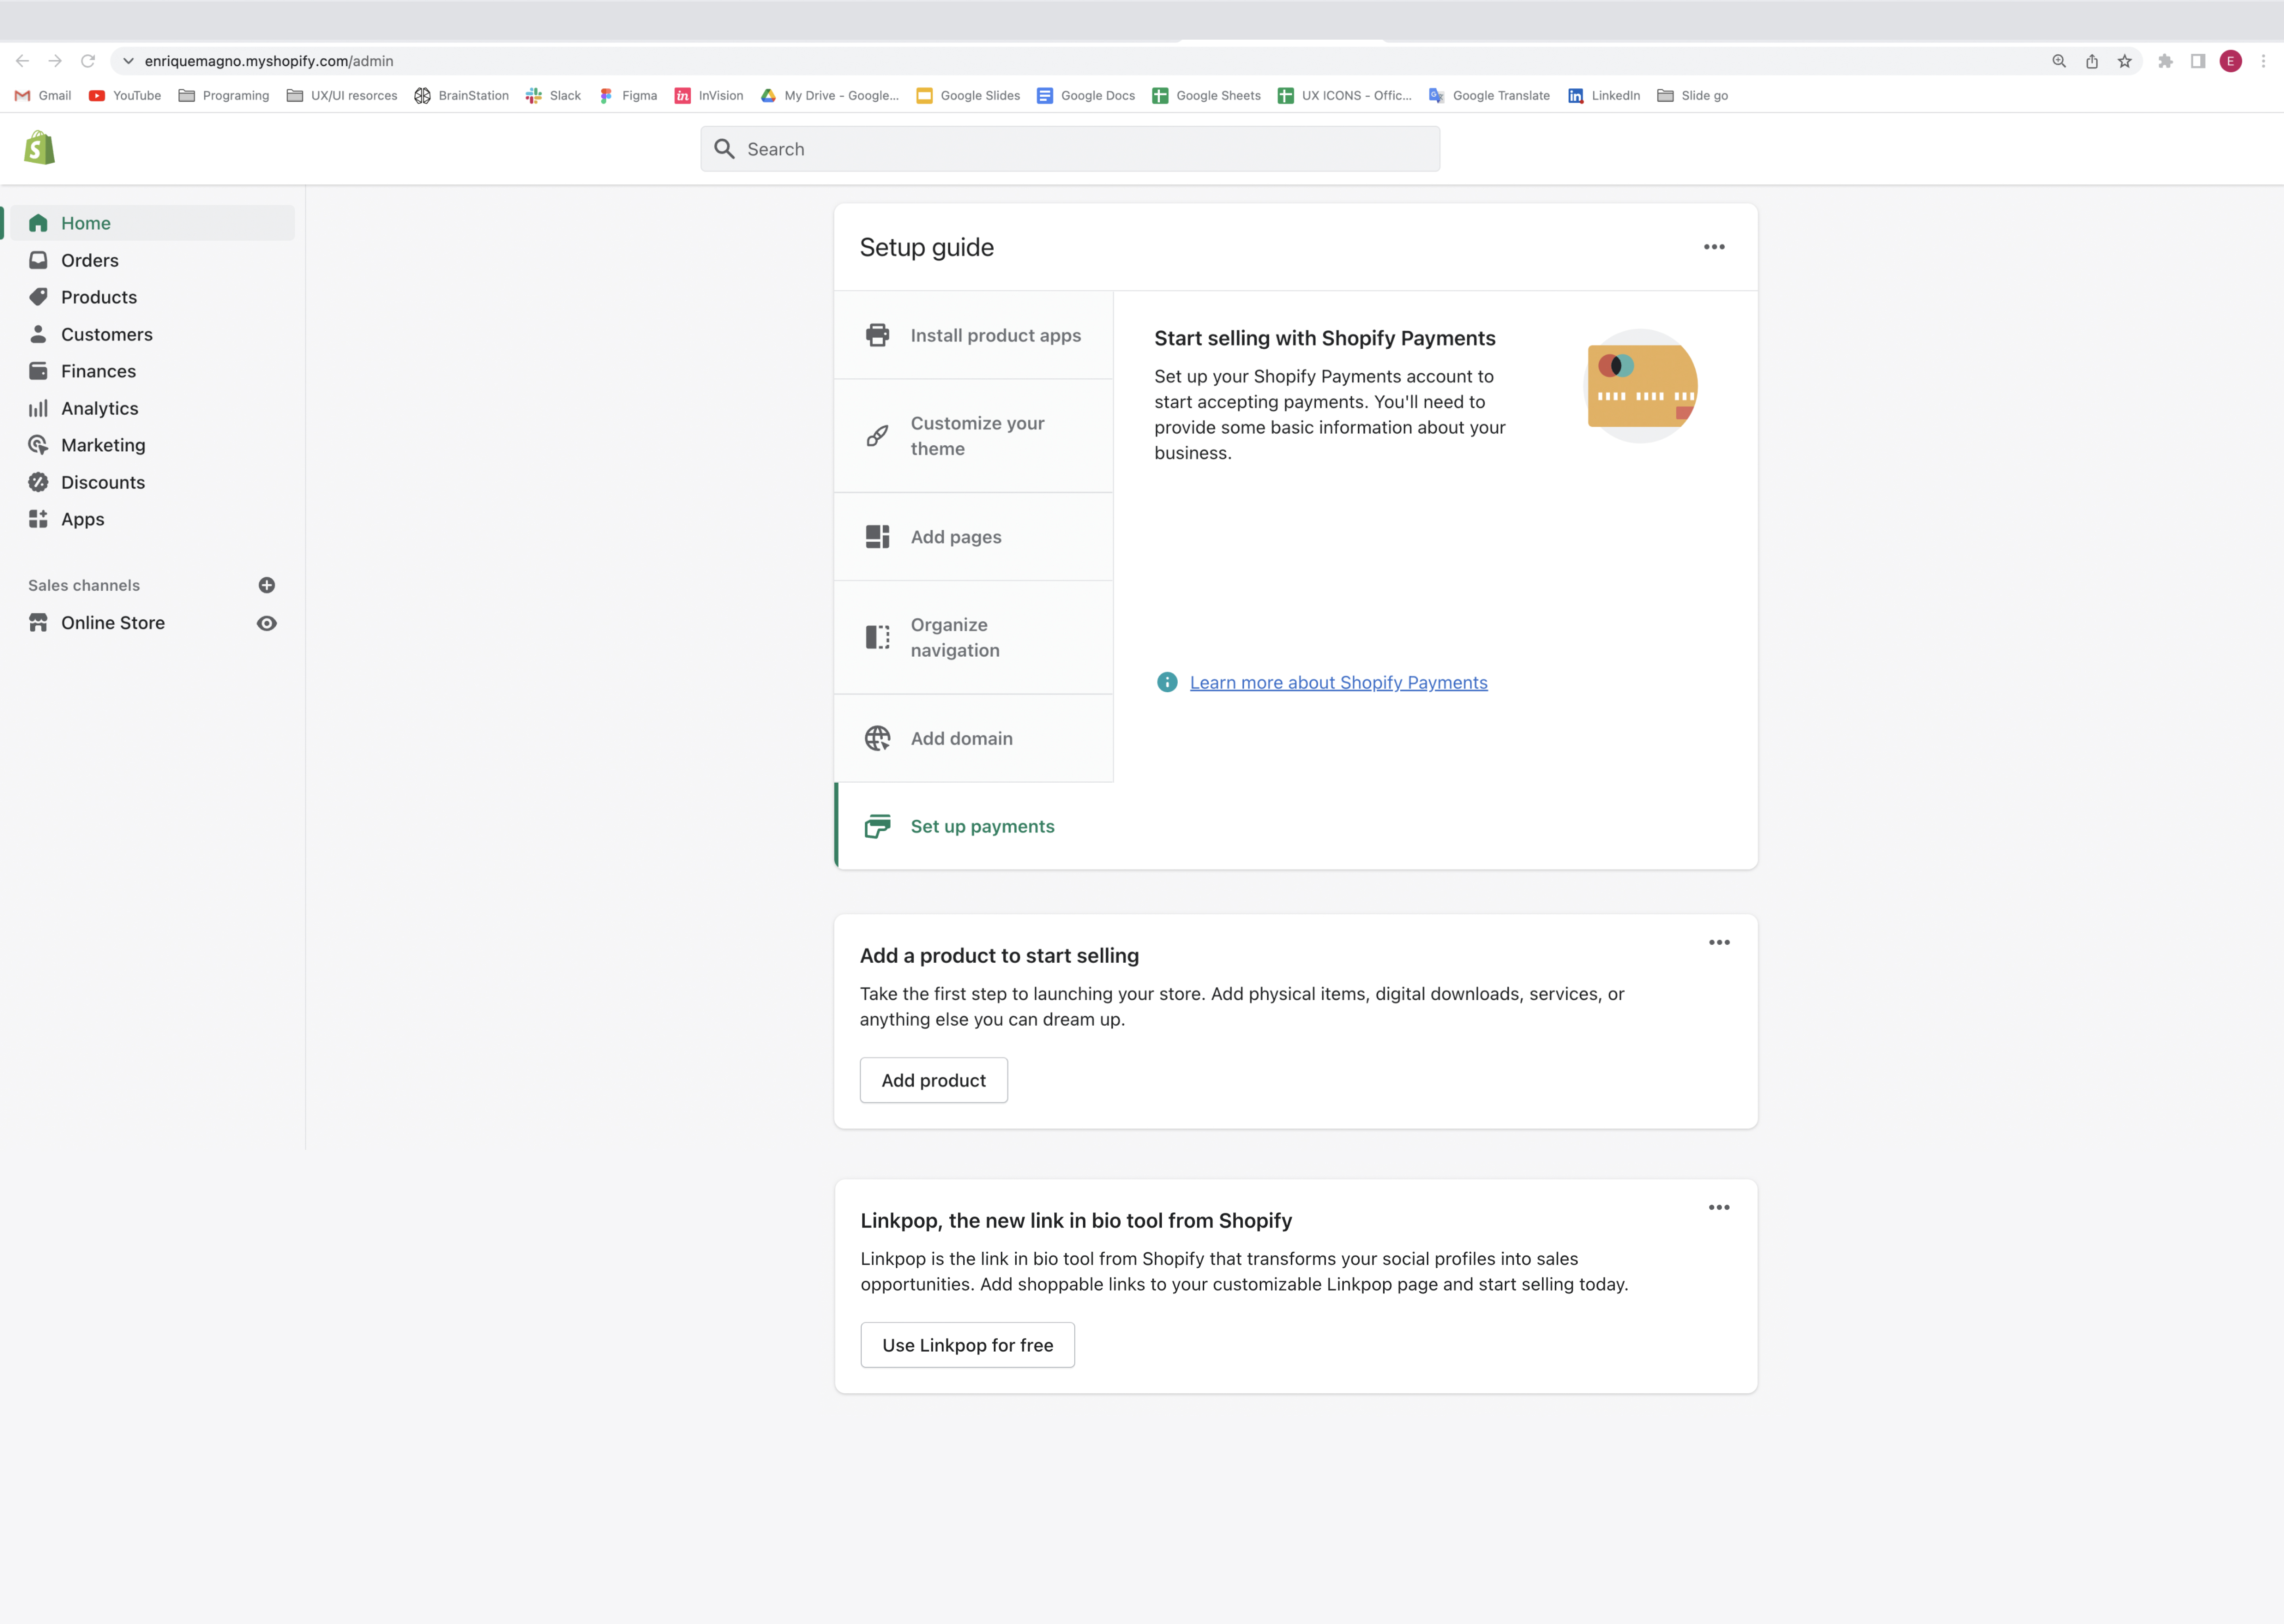 enriquemagno.myshopify.com/admin
E
Gmail YouTube Programing UX/UI resorces BrainStation Slack Figma InVision My Drive - Google... Google Slides Google Docs Google Sheets UX ICONS - Offic... Google Translate LinkedIn Slide go
Search
Home
Orders
Products
Customers
Finances
Analytics
Marketing
Discounts
Apps
Sales channels
Online Store
Setup guide
Install product apps
Customize your
theme
Add pages
Organize
navigation
Add domain
Set up payments
Start selling with Shopify Payments
Set up your Shopify Payments account to
start accepting payments. You'll need to
provide some basic information about your
business.
Learn more about Shopify Payments
Add a product to start selling
Take the first step to launching your store. Add physical items, digital downloads, services, or
anything else you can dream up.
Add product
Linkpop, the new link in bio tool from Shopify
Linkpop is the link in bio tool from Shopify that transforms your social profiles into sales
opportunities. Add shoppable links to your customizable Linkpop page and start selling today.
Use Linkpop for free